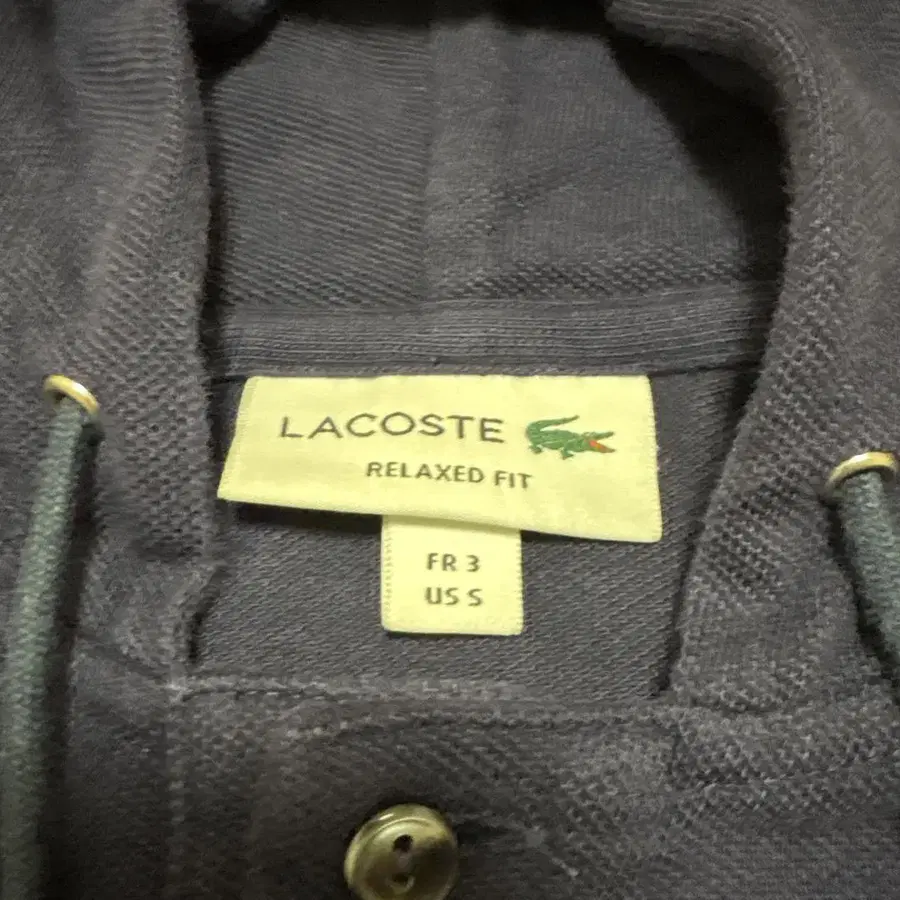 LACOSTE
RELAXED FIT
FR 3
US S